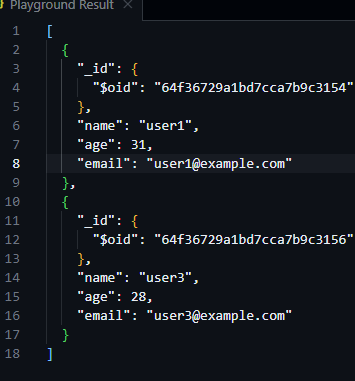 Playground Result ×
1 [
2 {
3 "_id": {
4 "$oid": "64f36729a1bd7cca7b9c3154"
5 },
6 "name": "user1",
7 "age": 31,
8 "email": "user1@example.com"
9 },
10 {
11 "_id": {
12 "$oid": "64f36729a1bd7cca7b9c3156"
13 },
14 "name": "user3",
15 "age": 28,
16 "email": "user3@example.com"
17 }
18 ]